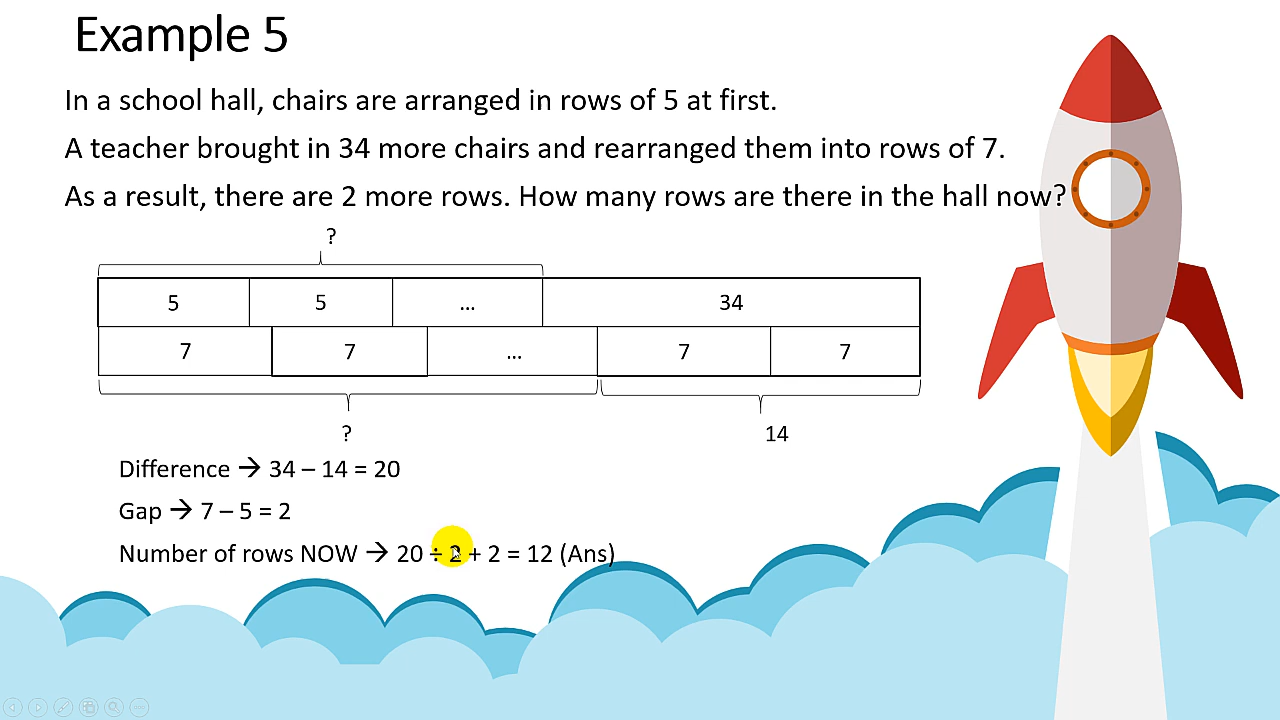 Example 5
In a school hall, chairs are arranged in rows of 5 at first.
A teacher brought in 34 more chairs and rearranged them into rows of 7.
As a result, there are 2 more rows. How many rows are there in the hall now?
?
5 5 ... 34
7 7 ... 7 7
? 14
Difference → 34 – 14 = 20
Gap → 7 – 5 = 2
Number of rows NOW → 20 ÷ 2 + 2 = 12 (Ans)